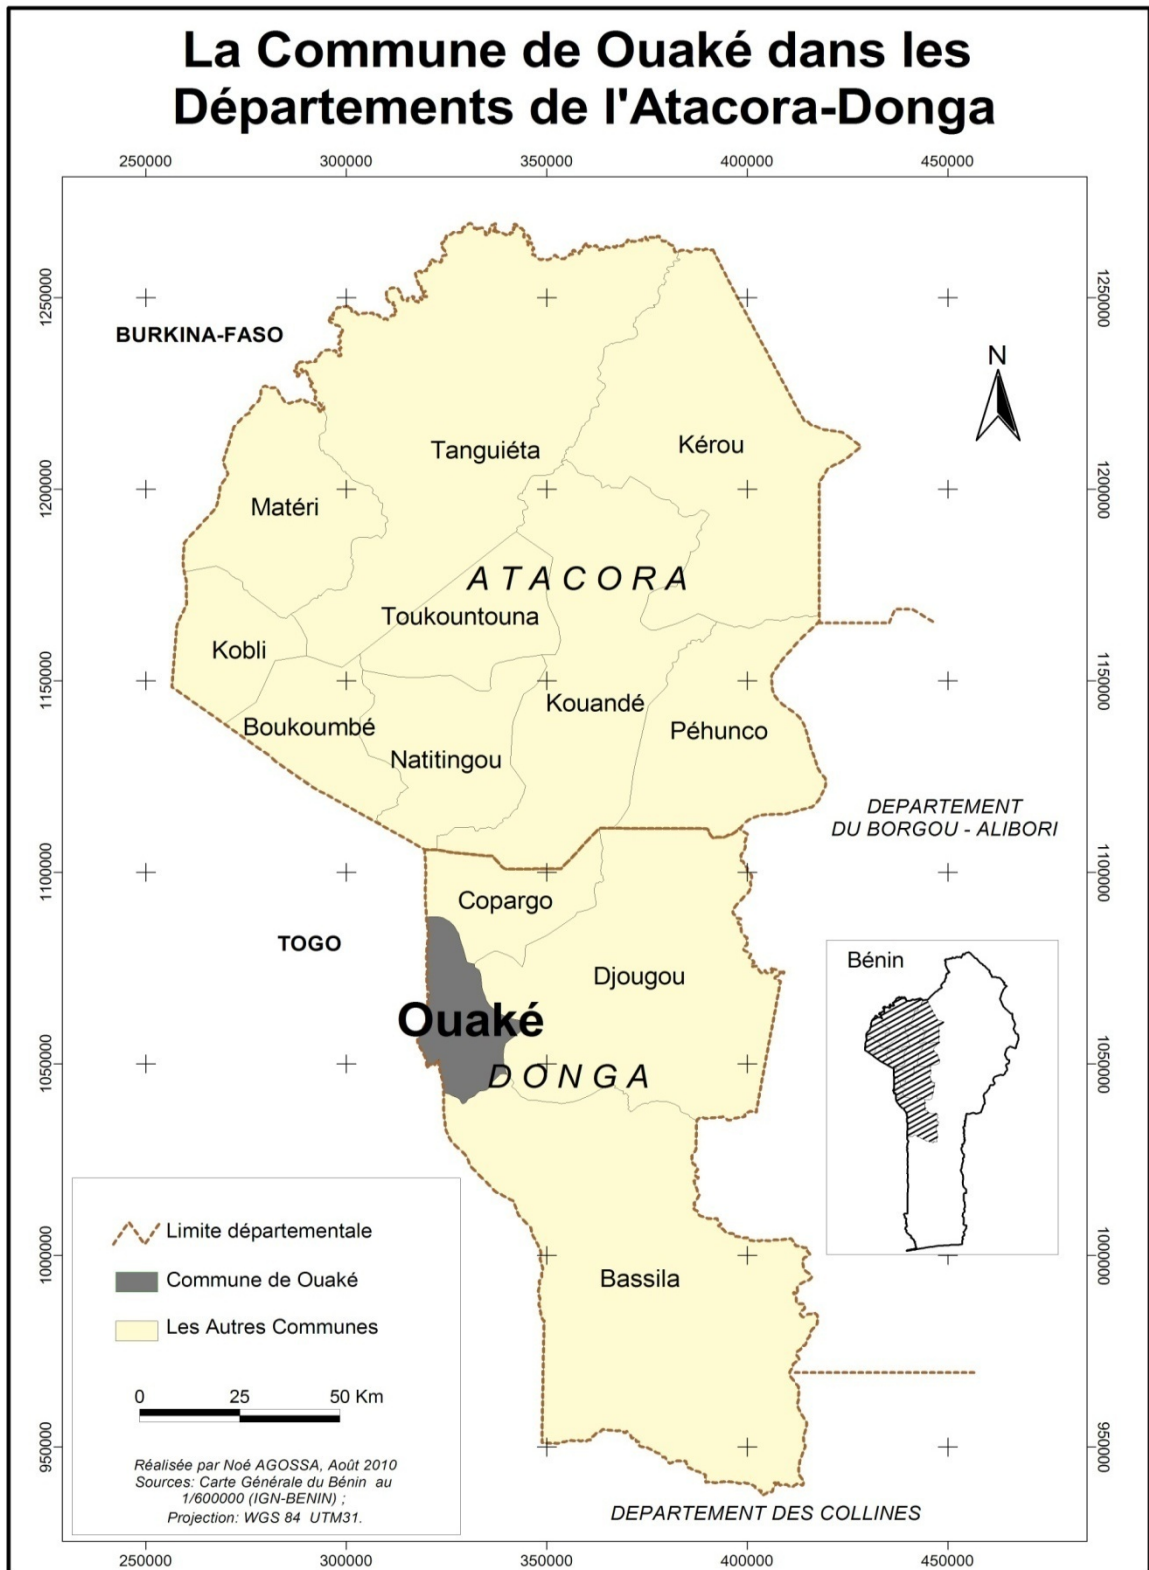 La Commune de Ouaké dans les
Départements de l'Atacora-Donga
250000 300000 350000 400000 450000
1250000
1250000
BURKINA-FASO
N
Tanguiéta
Kérou
1200000
1200000
Matéri
ATACORA
Toukountouna
Kobli
1150000
1150000
Kouandé
Boukoumbé
Péhunco
Natitingou
DEPARTEMENT
DU BORGOU - ALIBORI
1100000
1100000
Copargo
TOGO
Bénin
Djougou
Ouaké
1050000
1050000
DONGA
Limite départementale
1000000
1000000
Commune de Ouaké
Bassila
Les Autres Communes
0 25 50 Km
950000
950000
Réalisée par Noé AGOSSA, Août 2010
Sources: Carte Générale du Bénin au
1/600000 (IGN-BENIN) ;
Projection: WGS 84 UTM31.
DEPARTEMENT DES COLLINES
250000 300000 350000 400000 450000